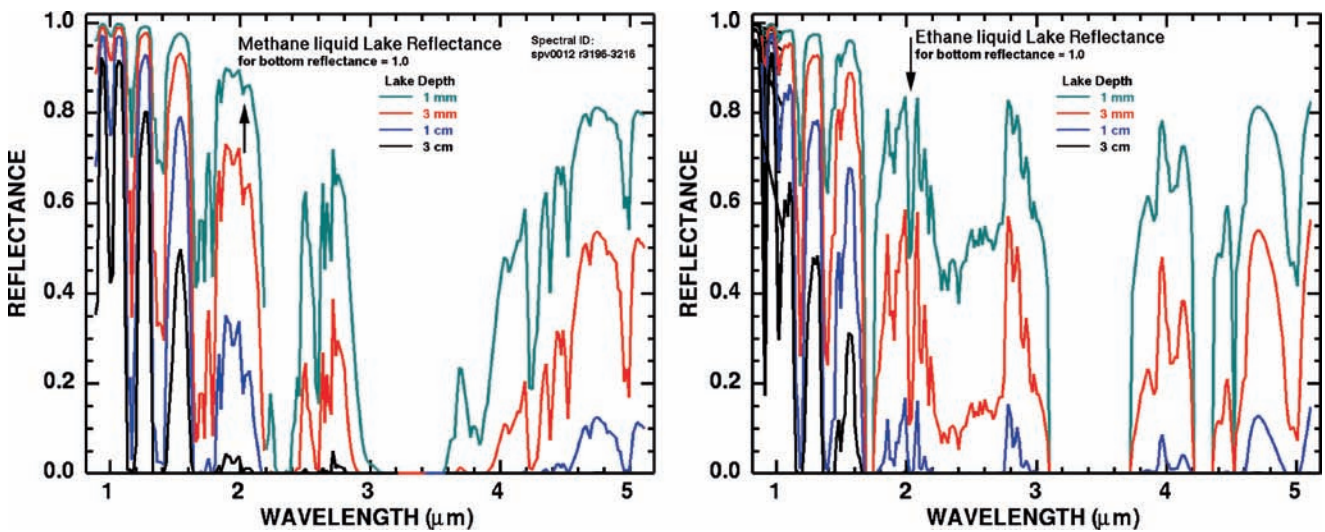 Methane liquid Lake Reflectance
for bottom reflectance = 1.0
Spectral ID:
spv0012 r3196-3216
Lake Depth
1 mm
3 mm
1 cm
3 cm
REFLECTANCE
1.0
0.8
0.6
0.4
0.2
0.0
1 2 3 4 5
WAVELENGTH (μm)
Ethane liquid Lake Reflectance
for bottom reflectance = 1.0
Lake Depth
1 mm
3 mm
1 cm
3 cm
REFLECTANCE
1.0
0.8
0.6
0.4
0.2
0.0
1 2 3 4 5
WAVELENGTH (μm)